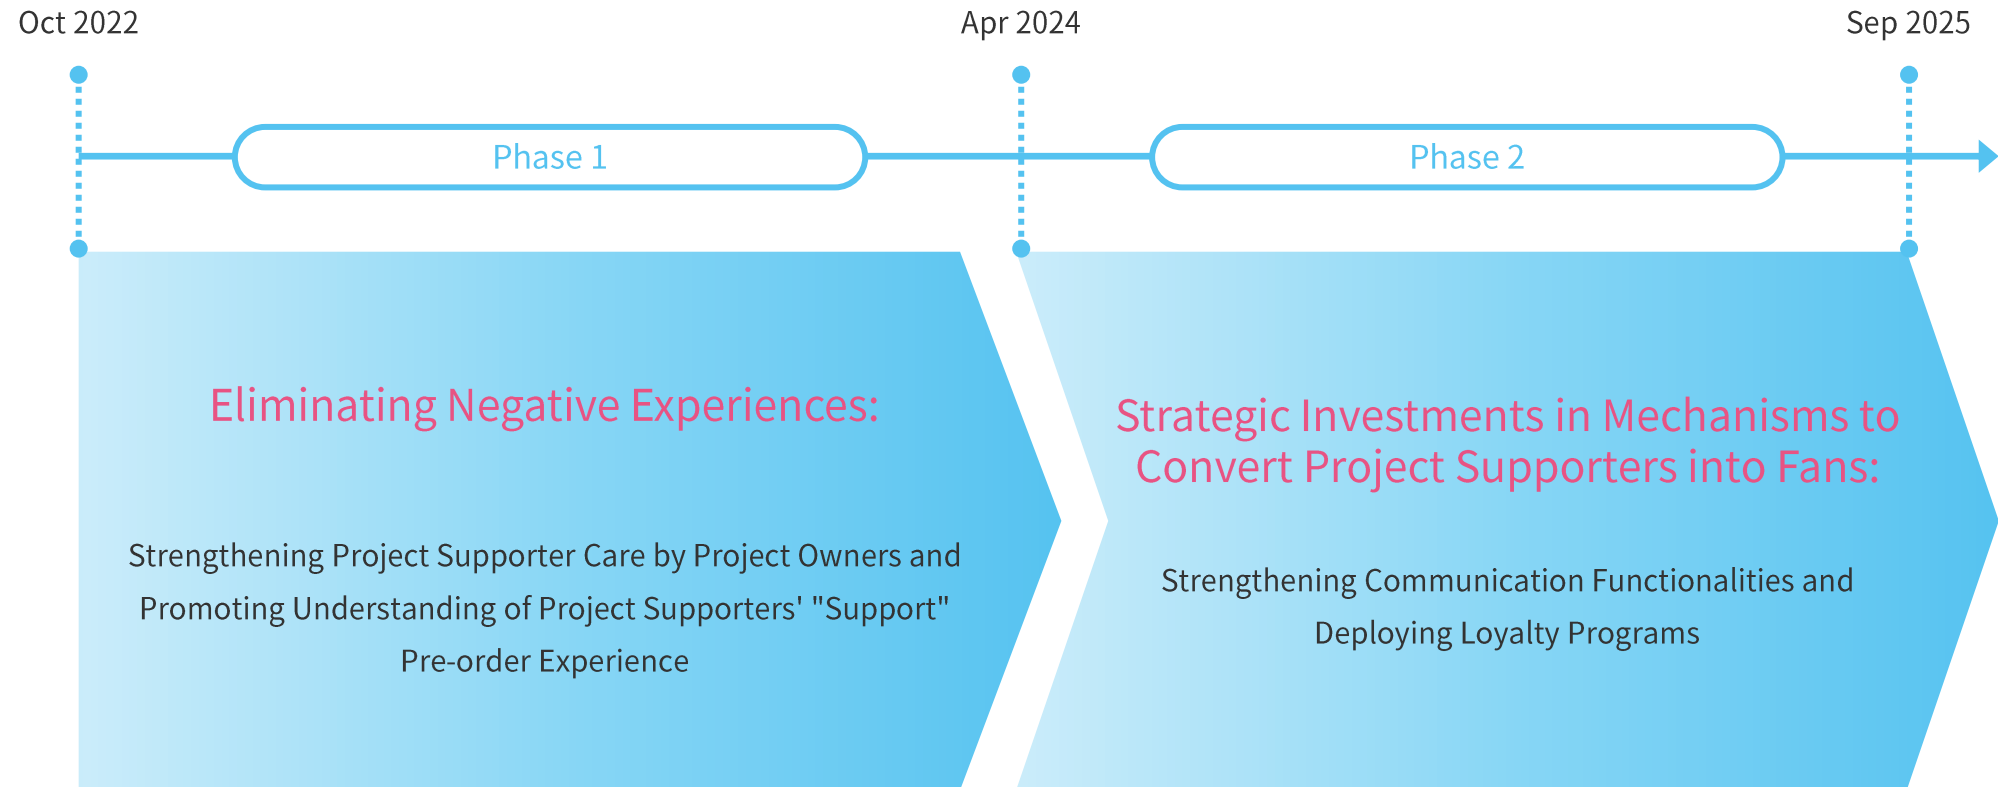 Oct 2022
Apr 2024
Sep 2025
Phase 1
Phase 2
Eliminating Negative Experiences:
Strengthening Project Supporter Care by Project Owners and
Promoting Understanding of Project Supporters' "Support"
Pre-order Experience
Strategic Investments in Mechanisms to
Convert Project Supporters into Fans:
Strengthening Communication Functionalities and
Deploying Loyalty Programs